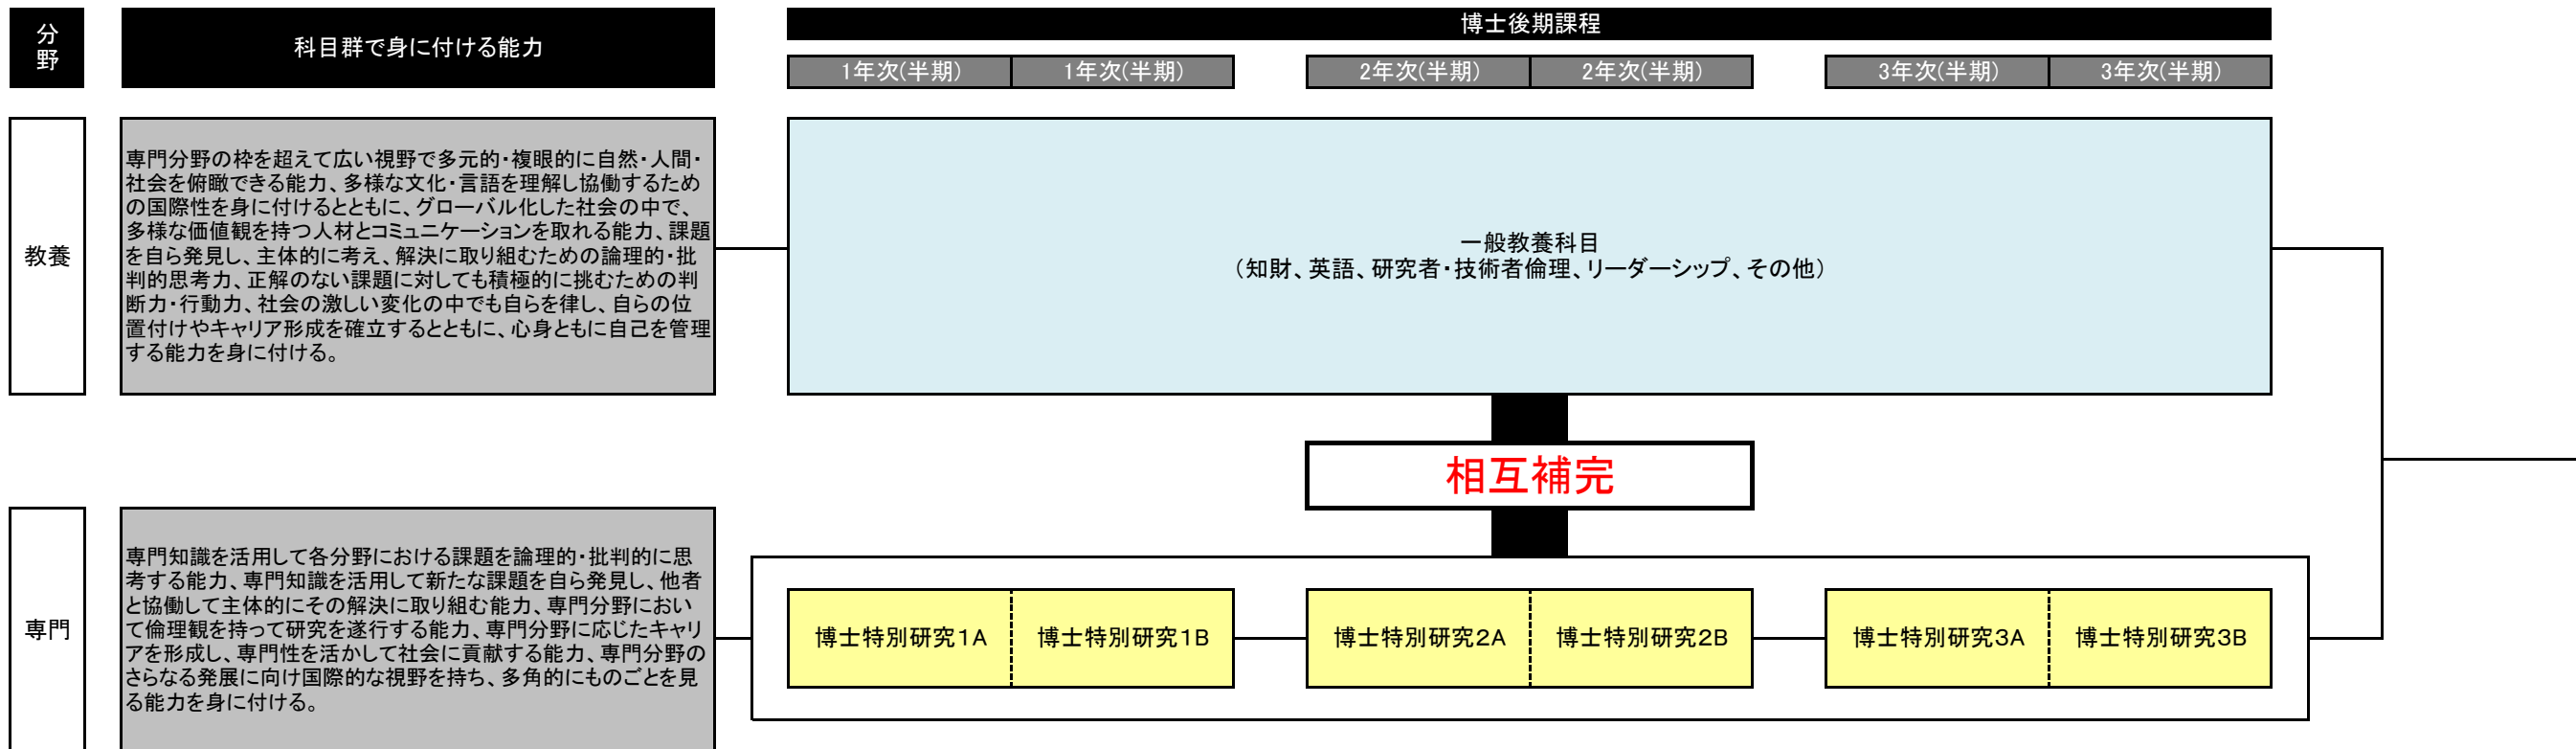 分
野
科目群で身に付ける能力
博士後期課程
1年次(半期)
1年次(半期)
2年次(半期)
2年次(半期)
3年次(半期)
3年次(半期)
教養
専門分野の枠を超えて広い視野で多元的・複眼的に自然・人間・
社会を俯瞰できる能力、多様な文化・言語を理解し協働するため
の国際性を身に付けるとともに、グローバル化した社会の中で、
多様な価値観を持つ人材とコミュニケーションを取れる能力、課題
を自ら発見し、主体的に考え、解決に取り組むための論理的・批
判的思考力、正解のない課題に対しても積極的に挑むための判
断力・行動力、社会の激しい変化の中でも自らを律し、自らの位
置付けやキャリア形成を確立するとともに、心身ともに自己を管理
する能力を身に付ける。
一般教養科目
（知財、英語、研究者・技術者倫理、リーダーシップ、その他）
相互補完
専門
専門知識を活用して各分野における課題を論理的・批判的に思
考する能力、専門知識を活用して新たな課題を自ら発見し、他者
と協働して主体的にその解決に取り組む能力、専門分野におい
て倫理観を持って研究を遂行する能力、専門分野に応じたキャリ
アを形成し、専門性を活かして社会に貢献する能力、専門分野の
さらなる発展に向け国際的な視野を持ち、多角的にものごとを見
る能力を身に付ける。
博士特別研究1A
博士特別研究1B
博士特別研究2A
博士特別研究2B
博士特別研究3A
博士特別研究3B